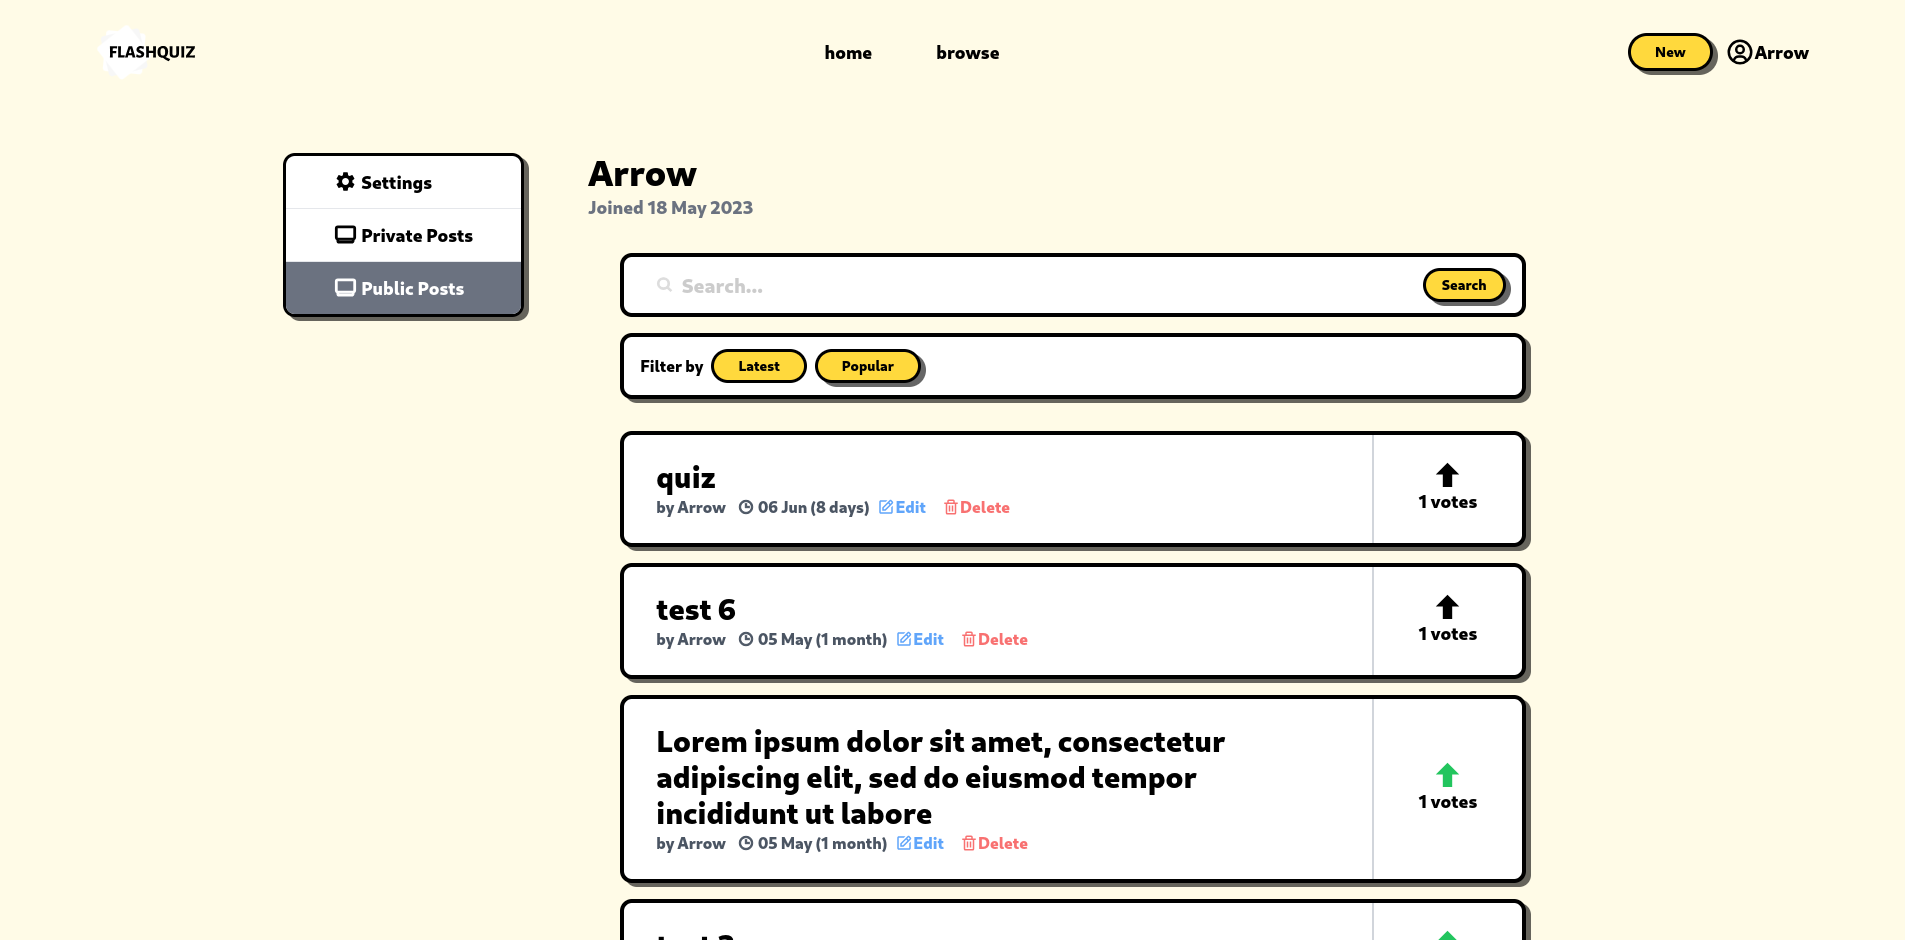 FLASHQUIZ
home browse
New Arrow
Settings
Private Posts
Public Posts
Arrow
Joined 18 May 2023
Search... Search
Filter by Latest Popular
quiz
by Arrow 06 Jun (8 days) Edit Delete
1 votes
test 6
by Arrow 05 May (1 month) Edit Delete
1 votes
Lorem ipsum dolor sit amet, consectetur
adipiscing elit, sed do eiusmod tempor
incididunt ut labore
by Arrow 05 May (1 month) Edit Delete
1 votes